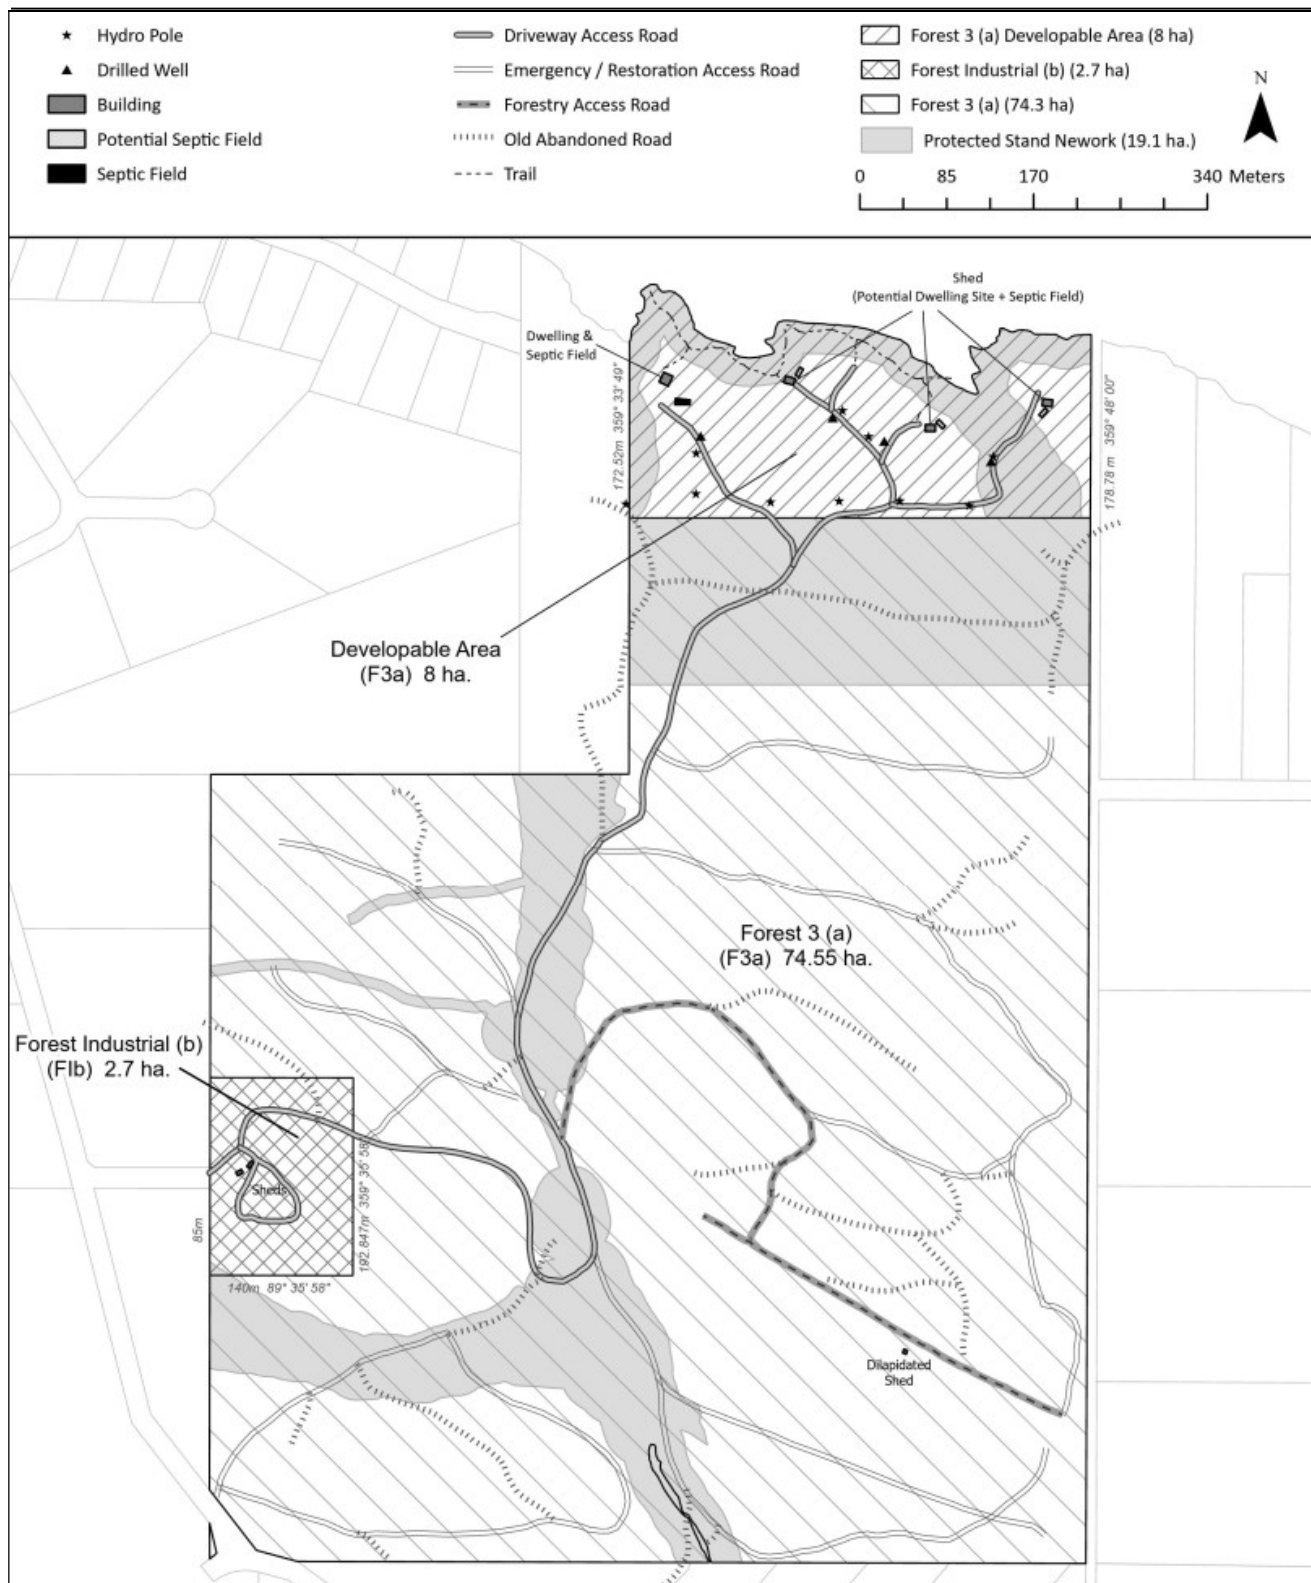 Hydro Pole
Drilled Well
Building
Potential Septic Field
Septic Field
Driveway Access Road
Emergency / Restoration Access Road
Forestry Access Road
Old Abandoned Road
Trail
Forest 3 (a) Developable Area (8 ha)
Forest Industrial (b) (2.7 ha)
Forest 3 (a) (74.3 ha)
Protected Stand Nework (19.1 ha.)
N
0 85 170 340 Meters
Shed
(Potential Dwelling Site + Septic Field)
Dwelling &
Septic Field
172.52m 359° 33' 49"
178.78 m 359° 48' 00"
Developable Area
(F3a) 8 ha.
Forest 3 (a)
(F3a) 74.55 ha.
Forest Industrial (b)
(FIb) 2.7 ha.
Sheds
85m
192.847m 359° 35' 58"
140m 89° 35' 58"
Dilapidated
Shed